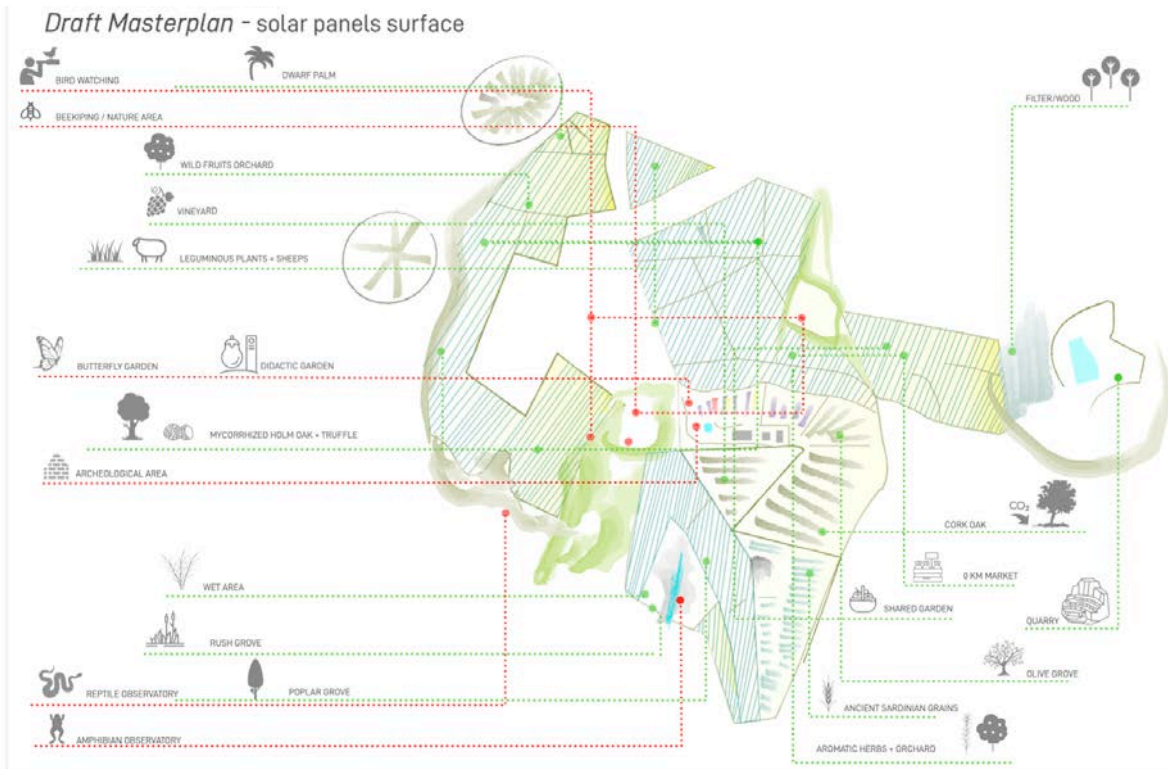 Draft Masterplan - solar panels surface
BIRD WATCHING
DWARF PALM
BEEKIPING / NATURE AREA
FILTER/WOOD
WILD FRUITS ORCHARD
VINEYARD
LEGUMINOUS PLANTS + SHEEPS
BUTTERFLY GARDEN
DIDACTIC GARDEN
MYCORRHIZED HOLM OAK + TRUFFLE
ARCHEOLOGICAL AREA
CO₂
CORK OAK
WET AREA
0 KM MARKET
SHARED GARDEN
QUARRY
RUSH GROVE
OLIVE GROVE
REPTILE OBSERVATORY
POPLAR GROVE
ANCIENT SARDINIAN GRAINS
AMPHIBIAN OBSERVATORY
AROMATIC HERBS + ORCHARD